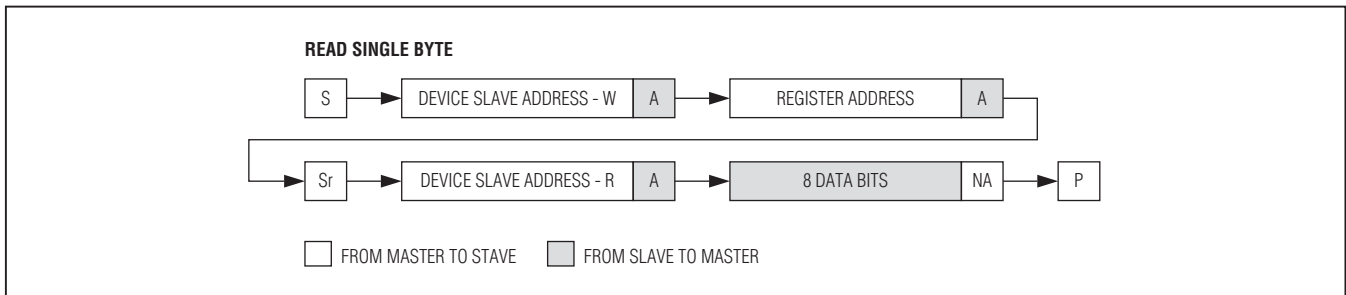 READ SINGLE BYTE
S DEVICE SLAVE ADDRESS - W A REGISTER ADDRESS A
Sr DEVICE SLAVE ADDRESS - R A 8 DATA BITS NA P
FROM MASTER TO STAVE FROM SLAVE TO MASTER